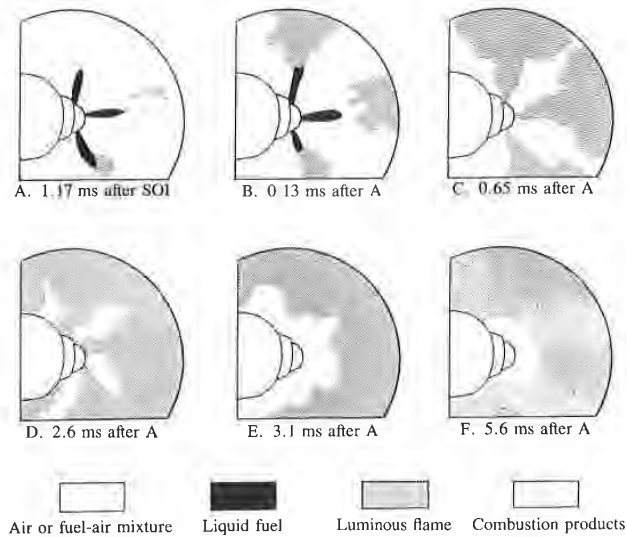 A. 1.17 ms after SOI
B. 0 13 ms after A
C. 0.65 ms after A
D. 2.6 ms after A
E. 3.1 ms after A
F. 5.6 ms after A
Air or fuel-air mixture
Liquid fuel
Luminous flame
Combustion products